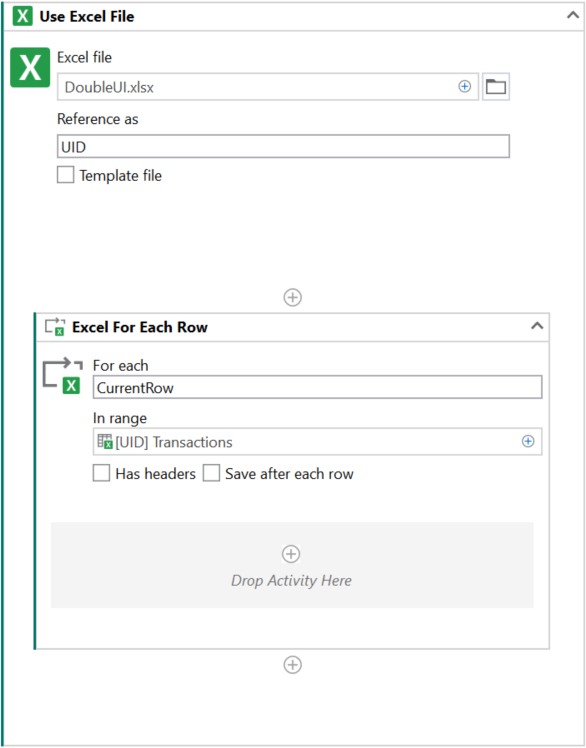 Use Excel File
Excel file
DoubleUI.xlsx
Reference as
UID
Template file
Excel For Each Row
For each
CurrentRow
In range
[UID] Transactions
Has headers Save after each row
Drop Activity Here